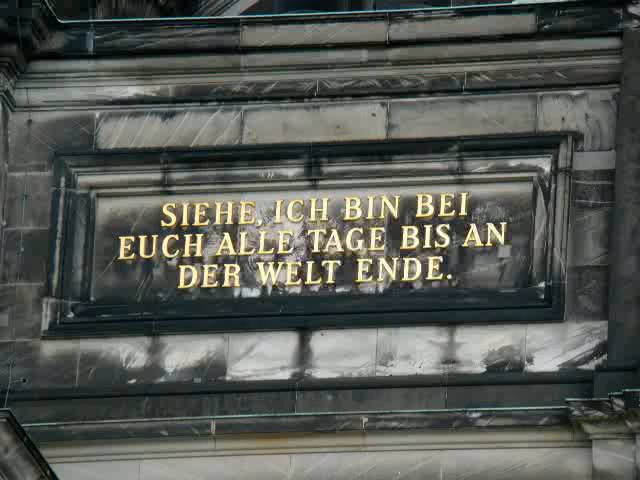 SIEHE, ICH BIN BEI
EUCH ALLE TAGE BIS AN
DER WELT ENDE.